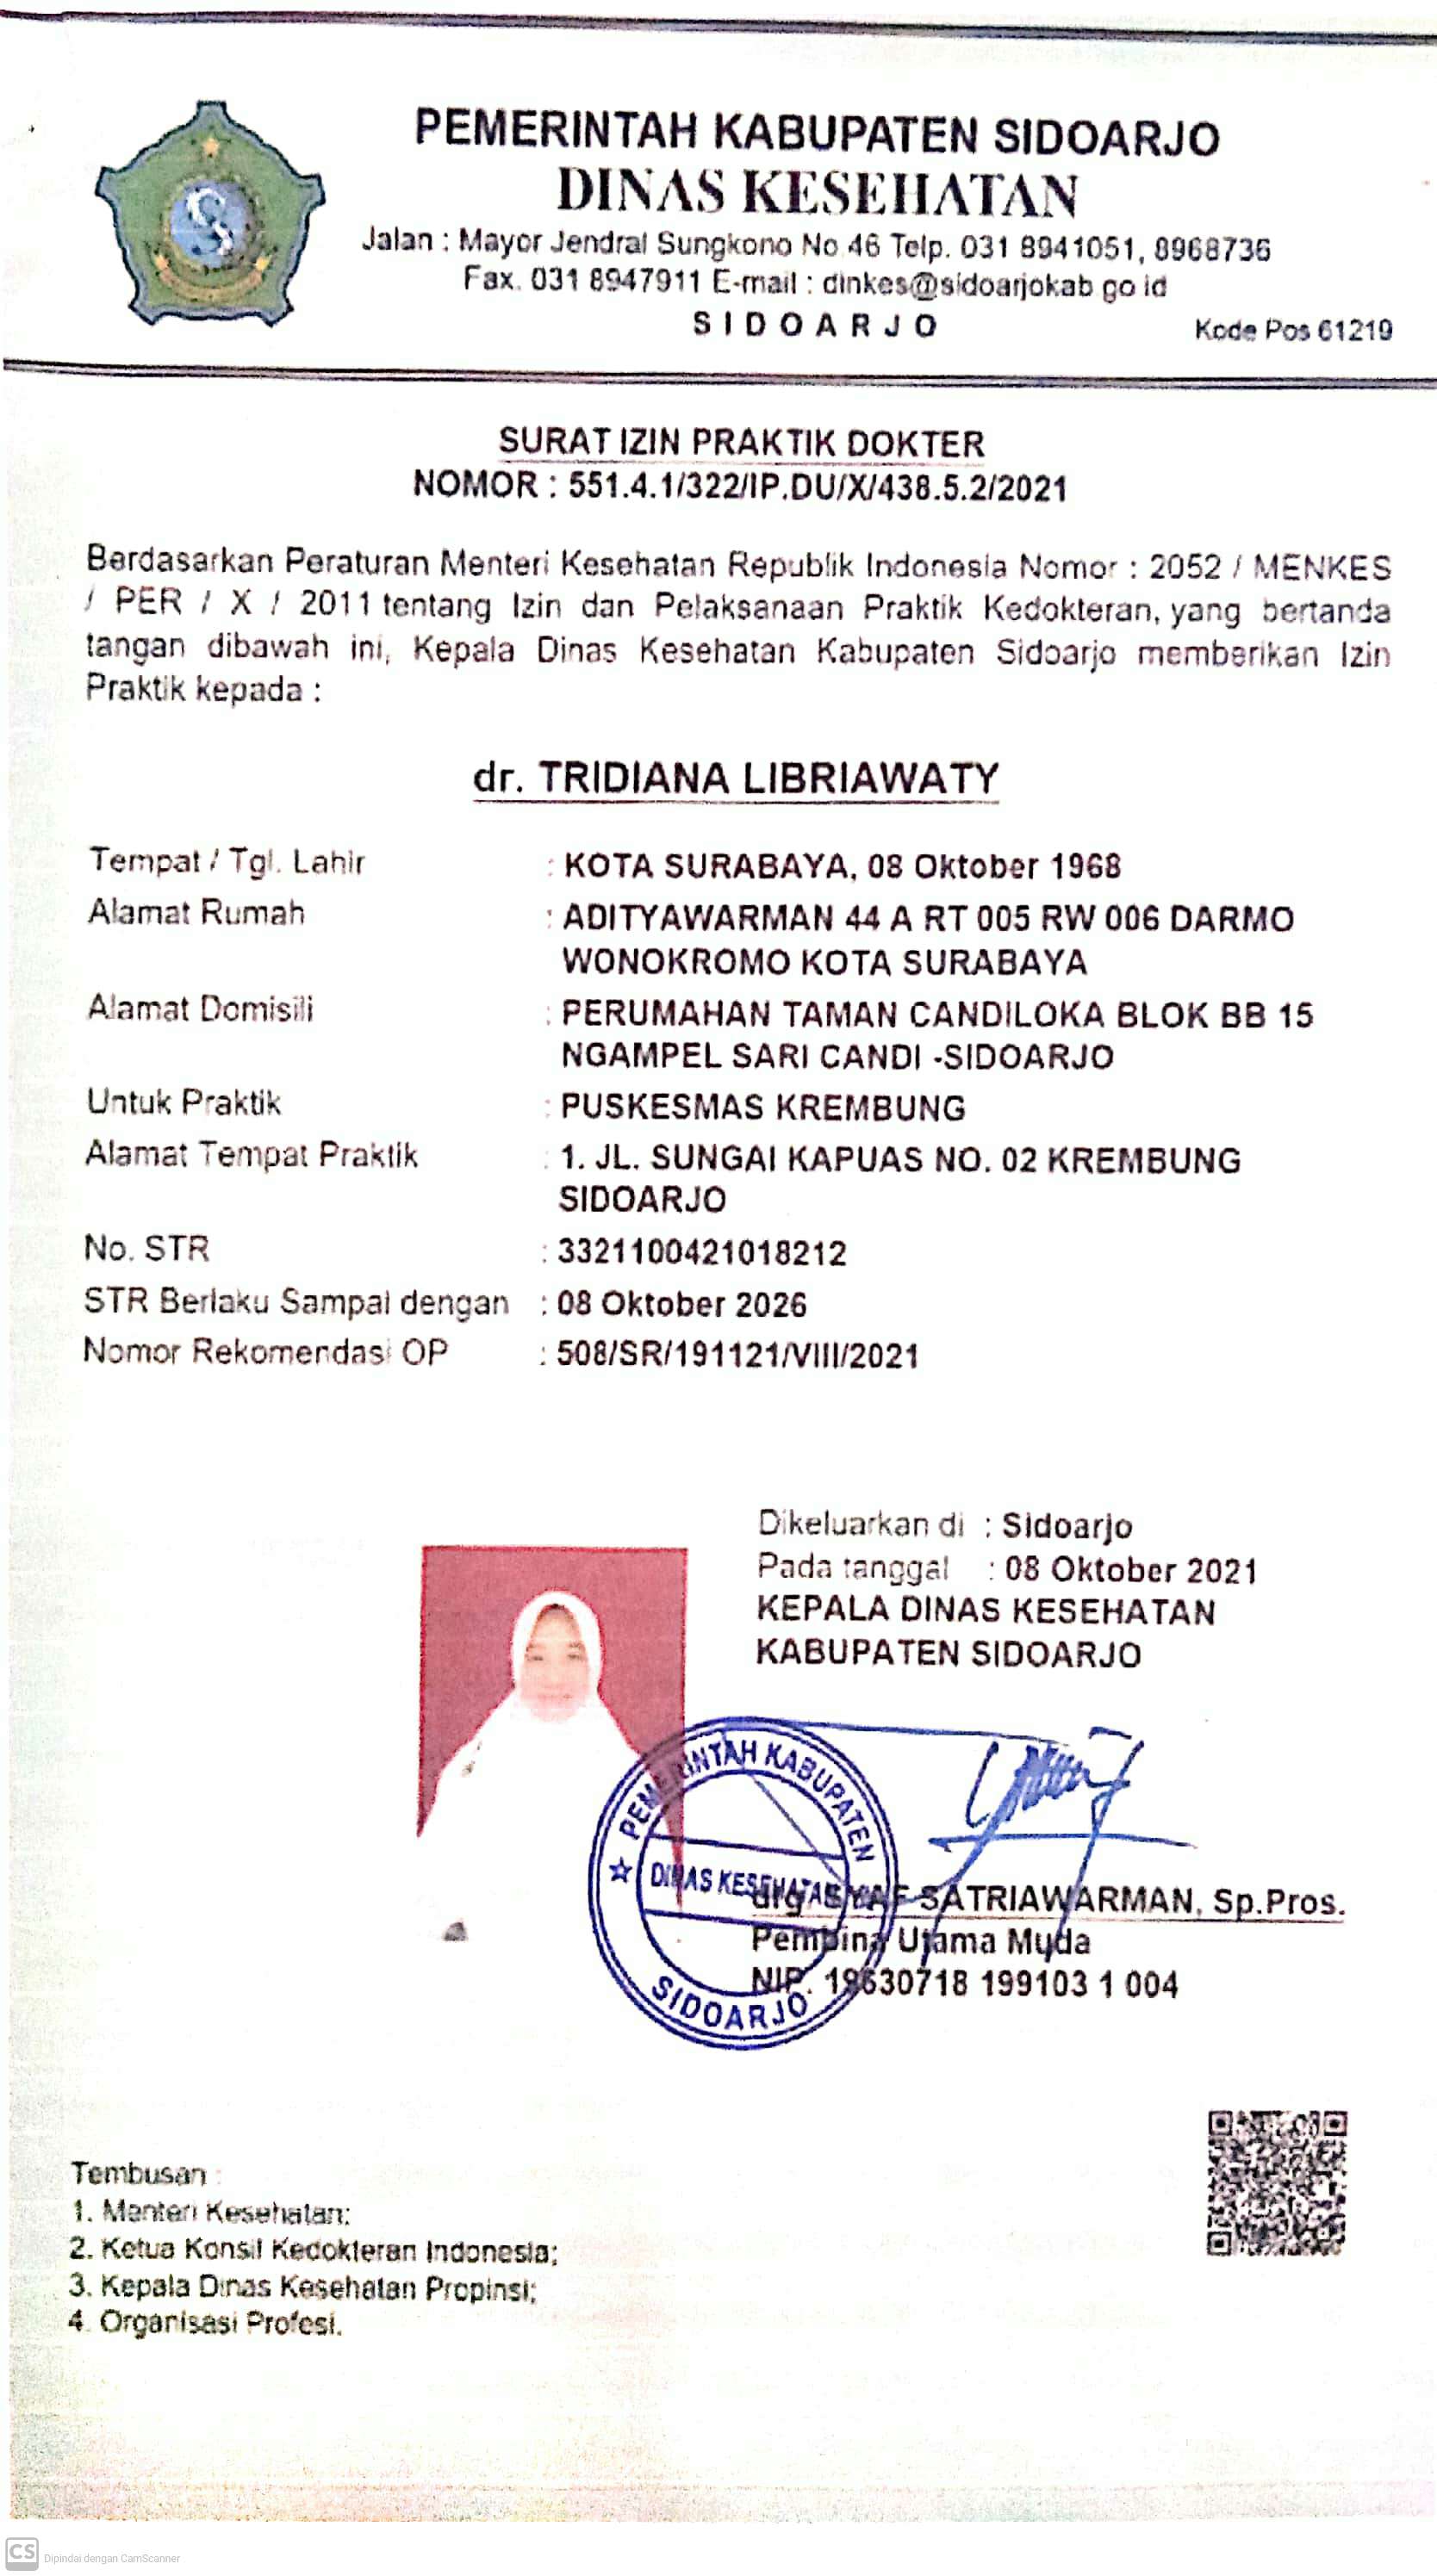 PEMERINTAH KABUPATEN SIDOARJO
DINAS KESEHATAN
Jalan : Mayor Jendral Sungkono No.46 Telp. 031 8941051, 8968736
Fax. 031 8947911 E-mail : dinkes@sidoarjokab go id
S I D O A R J O
Kode Pos 61219
SURAT IZIN PRAKTIK DOKTER
NOMOR : 551.4.1/322/IP.DU/X/438.5.2/2021
Berdasarkan Peraturan Menteri Kesehatan Republik Indonesia Nomor : 2052 / MENKES
/ PER / X / 2011 tentang Izin dan Pelaksanaan Praktik Kedokteran, yang bertanda
tangan dibawah ini, Kepala Dinas Kesehatan Kabupaten Sidoarjo memberikan Izin
Praktik kepada :
dr. TRIDIANA LIBRIAWATY
Tempat / Tgl. Lahir : KOTA SURABAYA, 08 Oktober 1968
Alamat Rumah : ADITYAWARMAN 44 A RT 005 RW 006 DARMO
WONOKROMO KOTA SURABAYA
Alamat Domisili : PERUMAHAN TAMAN CANDILOKA BLOK BB 15
NGAMPEL SARI CANDI -SIDOARJO
Untuk Praktik : PUSKESMAS KREMBUNG
Alamat Tempat Praktik : 1. JL. SUNGAI KAPUAS NO. 02 KREMBUNG
SIDOARJO
No. STR : 3321100421018212
STR Berlaku Sampai dengan : 08 Oktober 2026
Nomor Rekomendasi OP : 508/SR/191121/VIII/2021
Dikeluarkan di : Sidoarjo
Pada tanggal : 08 Oktober 2021
KEPALA DINAS KESEHATAN
KABUPATEN SIDOARJO
PEMERINTAH KABUPATEN
DINAS KESEHATAN
SIDOARJO
drg SYAF SATRIAWARMAN, Sp.Pros.
Pembina Utama Muda
NIP. 19630718 199103 1 004
Tembusan :
1. Menteri Kesehatan;
2. Ketua Konsil Kedokteran Indonesia;
3. Kepala Dinas Kesehatan Propinsi;
4. Organisasi Profesi.
CS Dipindai dengan CamScanner